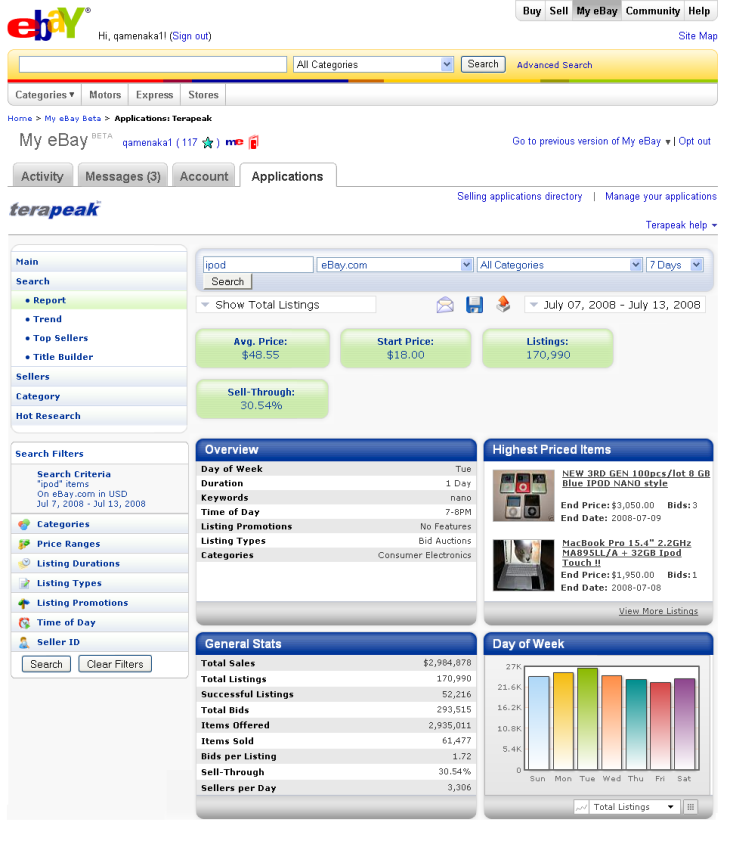 Buy Sell My eBay Community Help
ebaY®
Hi, qamenaka1! (Sign out)
Site Map
All Categories Search Advanced Search
Categories ▾ Motors Express Stores
Home > My eBay Beta > Applications: Terapeak
My eBay BETA qamenaka1 ( 117 ) me
Go to previous version of My eBay ▾ | Opt out
Activity Messages (3) Account Applications
Selling applications directory | Manage your applications
terapeak
Terapeak help
Main
Search
• Report
• Trend
• Top Sellers
• Title Builder
Sellers
Category
Hot Research
Search Filters
Search Criteria
"ipod" items
On eBay.com in USD
Jul 7, 2008 - Jul 13, 2008
Categories
Price Ranges
Listing Durations
Listing Types
Listing Promotions
Time of Day
Seller ID
Search Clear Filters
ipod eBay.com All Categories 7 Days
Search
Show Total Listings
July 07, 2008 - July 13, 2008
Avg. Price:
$48.55
Start Price:
$18.00
Listings:
170,990
Sell-Through:
30.54%
Overview
Day of Week Tue
Duration 1 Day
Keywords nano
Time of Day 7-8PM
Listing Promotions No Features
Listing Types Bid Auctions
Categories Consumer Electronics
Highest Priced Items
NEW 3RD GEN 100pcs/lot 8 GB
Blue IPOD NANO style
End Price: $3,050.00 Bids: 3
End Date: 2008-07-09
MacBook Pro 15.4" 2.2GHz
MA895LL/A + 32GB Ipod
Touch !!
End Price: $1,950.00 Bids: 1
End Date: 2008-07-08
View More Listings
General Stats
Total Sales $2,984,878
Total Listings 170,990
Successful Listings 52,216
Total Bids 293,515
Items Offered 2,935,011
Items Sold 61,477
Bids per Listing 1.72
Sell-Through 30.54%
Sellers per Day 3,306
Day of Week
27K
21.6K
16.2K
10.8K
5.4K
0
Sun Mon Tue Wed Thu Fri Sat
Total Listings